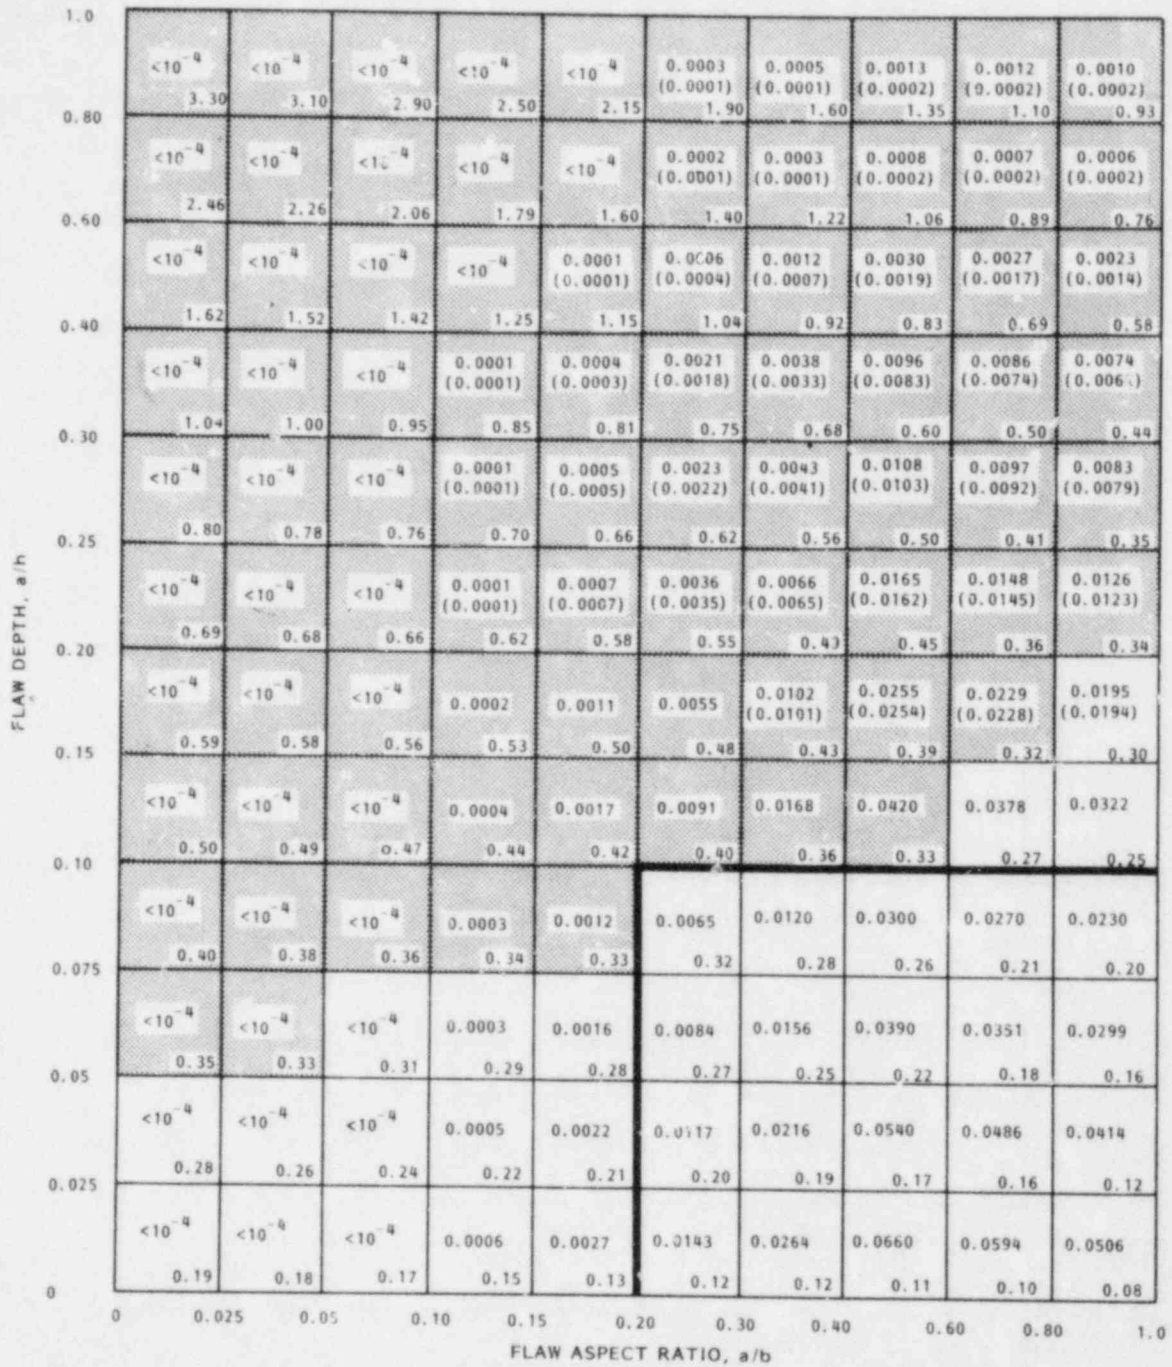 1.0
<10⁻⁴ <10⁻⁴ <10⁻⁴ <10⁻⁴ <10⁻⁴ 0.0003 0.0005 0.0013 0.0012 0.0010
(0.0001) (0.0001) (0.0002) (0.0002) (0.0002)
3.30 3.10 2.90 2.50 2.15 1.90 1.60 1.35 1.10 0.93
0.80
<10⁻⁴ <10⁻⁴ <10⁻⁴ <10⁻⁴ <10⁻⁴ 0.0002 0.0003 0.0008 0.0007 0.0006
(0.0001) (0.0001) (0.0002) (0.0002) (0.0002)
2.46 2.26 2.06 1.79 1.60 1.40 1.22 1.06 0.89 0.76
0.60
<10⁻⁴ <10⁻⁴ <10⁻⁴ <10⁻⁴ 0.0001 0.0006 0.0012 0.0030 0.0027 0.0023
(0.0001) (0.0004) (0.0007) (0.0019) (0.0017) (0.0014)
1.62 1.52 1.42 1.25 1.15 1.04 0.92 0.83 0.69 0.58
0.40
<10⁻⁴ <10⁻⁴ <10⁻⁴ 0.0001 0.0004 0.0021 0.0038 0.0096 0.0086 0.0074
(0.0001) (0.0003) (0.0018) (0.0033) (0.0083) (0.0074)
1.04 1.00 0.95 0.85 0.81 0.75 0.68 0.60 0.50 0.44
0.30
<10⁻⁴ <10⁻⁴ <10⁻⁴ 0.0001 0.0005 0.0023 0.0043 0.0108 0.0097 0.0083
(0.0001) (0.0005) (0.0022) (0.0041) (0.0103) (0.0092) (0.0079)
0.80 0.78 0.76 0.70 0.66 0.62 0.56 0.50 0.41 0.35
0.25
<10⁻⁴ <10⁻⁴ <10⁻⁴ 0.0001 0.0007 0.0036 0.0066 0.0165 0.0148 0.0126
(0.0001) (0.0007) (0.0035) (0.0065) (0.0162) (0.0145) (0.0123)
0.69 0.68 0.66 0.62 0.58 0.55 0.43 0.45 0.36 0.34
0.20
<10⁻⁴ <10⁻⁴ <10⁻⁴ 0.0002 0.0011 0.0055 0.0102 0.0255 0.0229 0.0195
(0.0101) (0.0254) (0.0228) (0.0194)
0.59 0.58 0.56 0.53 0.50 0.48 0.43 0.39 0.32 0.30
0.15
<10⁻⁴ <10⁻⁴ <10⁻⁴ 0.0004 0.0017 0.0091 0.0168 0.0420 0.0378 0.0322
0.50 0.49 0.47 0.44 0.42 0.40 0.36 0.33 0.27 0.25
0.10
<10⁻⁴ <10⁻⁴ <10⁻⁴ 0.0003 0.0012 0.0065 0.0120 0.0300 0.0270 0.0230
0.40 0.38 0.36 0.34 0.33 0.32 0.28 0.26 0.21 0.20
0.075
<10⁻⁴ <10⁻⁴ <10⁻⁴ 0.0003 0.0016 0.0084 0.0156 0.0390 0.0351 0.0299
0.35 0.33 0.31 0.29 0.28 0.27 0.25 0.22 0.18 0.16
0.05
<10⁻⁴ <10⁻⁴ <10⁻⁴ 0.0005 0.0022 0.0117 0.0216 0.0540 0.0486 0.0414
0.28 0.26 0.24 0.22 0.21 0.20 0.19 0.17 0.16 0.12
0.025
<10⁻⁴ <10⁻⁴ <10⁻⁴ 0.0006 0.0027 0.0143 0.0264 0.0660 0.0594 0.0506
0.19 0.18 0.17 0.15 0.13 0.12 0.12 0.11 0.10 0.08
0
FLAW DEPTH, a/h
0 0.025 0.05 0.10 0.15 0.20 0.30 0.40 0.60 0.80 1.0
FLAW ASPECT RATIO, a/b